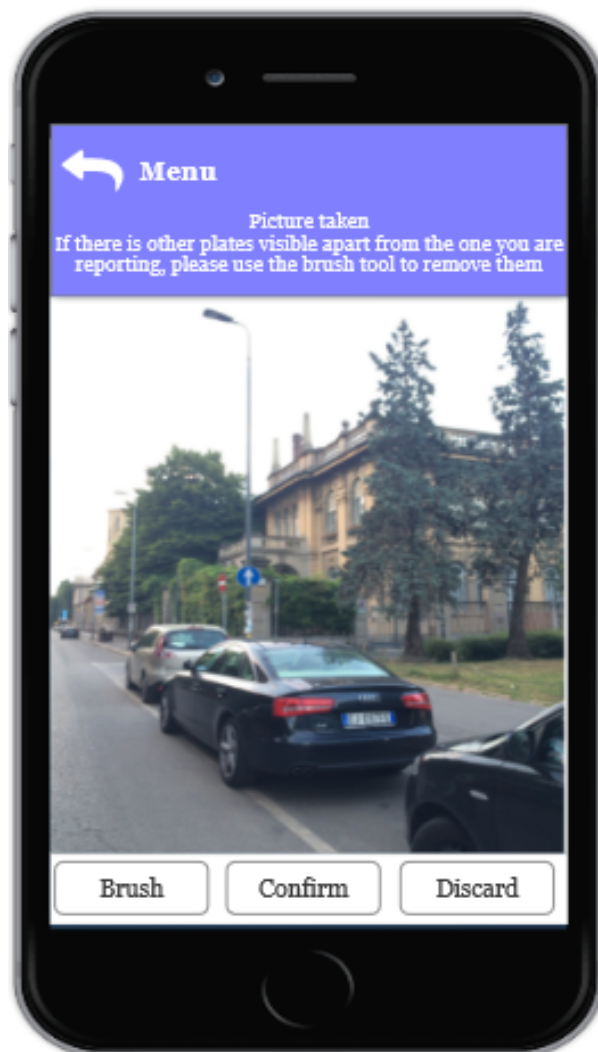 Menu
Picture taken
If there is other plates visible apart from the one you are
reporting, please use the brush tool to remove them
Brush
Confirm
Discard